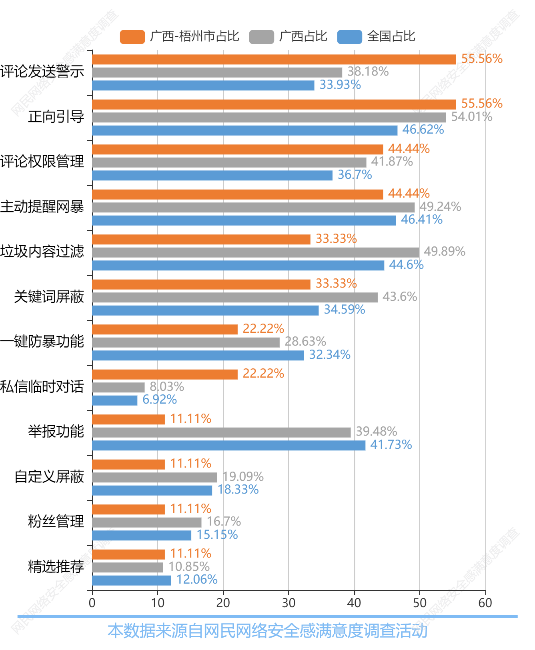 广西-梧州市占比 广西占比 全国占比
评论发送警示 55.56% 38.18% 33.93%
正向引导 55.56% 54.01% 46.62%
评论权限管理 44.44% 41.87% 36.7%
主动提醒网暴 44.44% 49.24% 46.41%
垃圾内容过滤 33.33% 49.89% 44.6%
关键词屏蔽 33.33% 43.6% 34.59%
一键防暴功能 22.22% 28.63% 32.34%
私信临时对话 22.22% 8.03% 6.92%
举报功能 11.11% 39.48% 41.73%
自定义屏蔽 11.11% 19.09% 18.33%
粉丝管理 11.11% 16.7% 15.15%
精选推荐 11.11% 10.85% 12.06%
0 10 20 30 40 50 60
本数据来源自网民网络安全感满意度调查活动